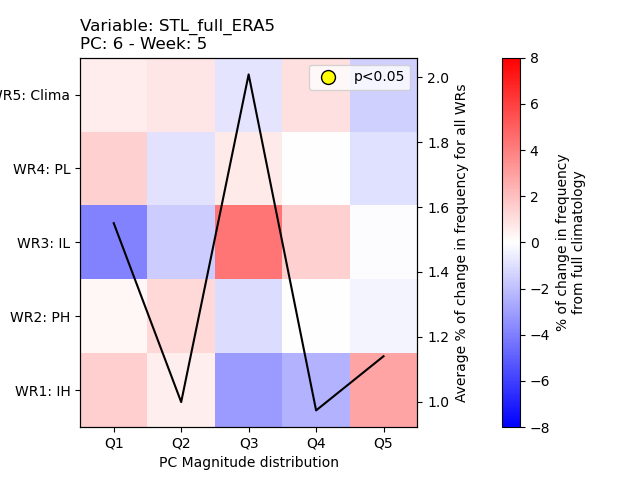 Variable: STL_full_ERA5
PC: 6 - Week: 5
p<0.05
WR5: Clima
WR4: PL
WR3: IL
WR2: PH
WR1: IH
Q1 Q2 Q3 Q4 Q5
PC Magnitude distribution
2.0
1.8
1.6
1.4
1.2
1.0
Average % of change in frequency for all WRs
8
6
4
2
0
−2
−4
−6
−8
% of change in frequency
from full climatology